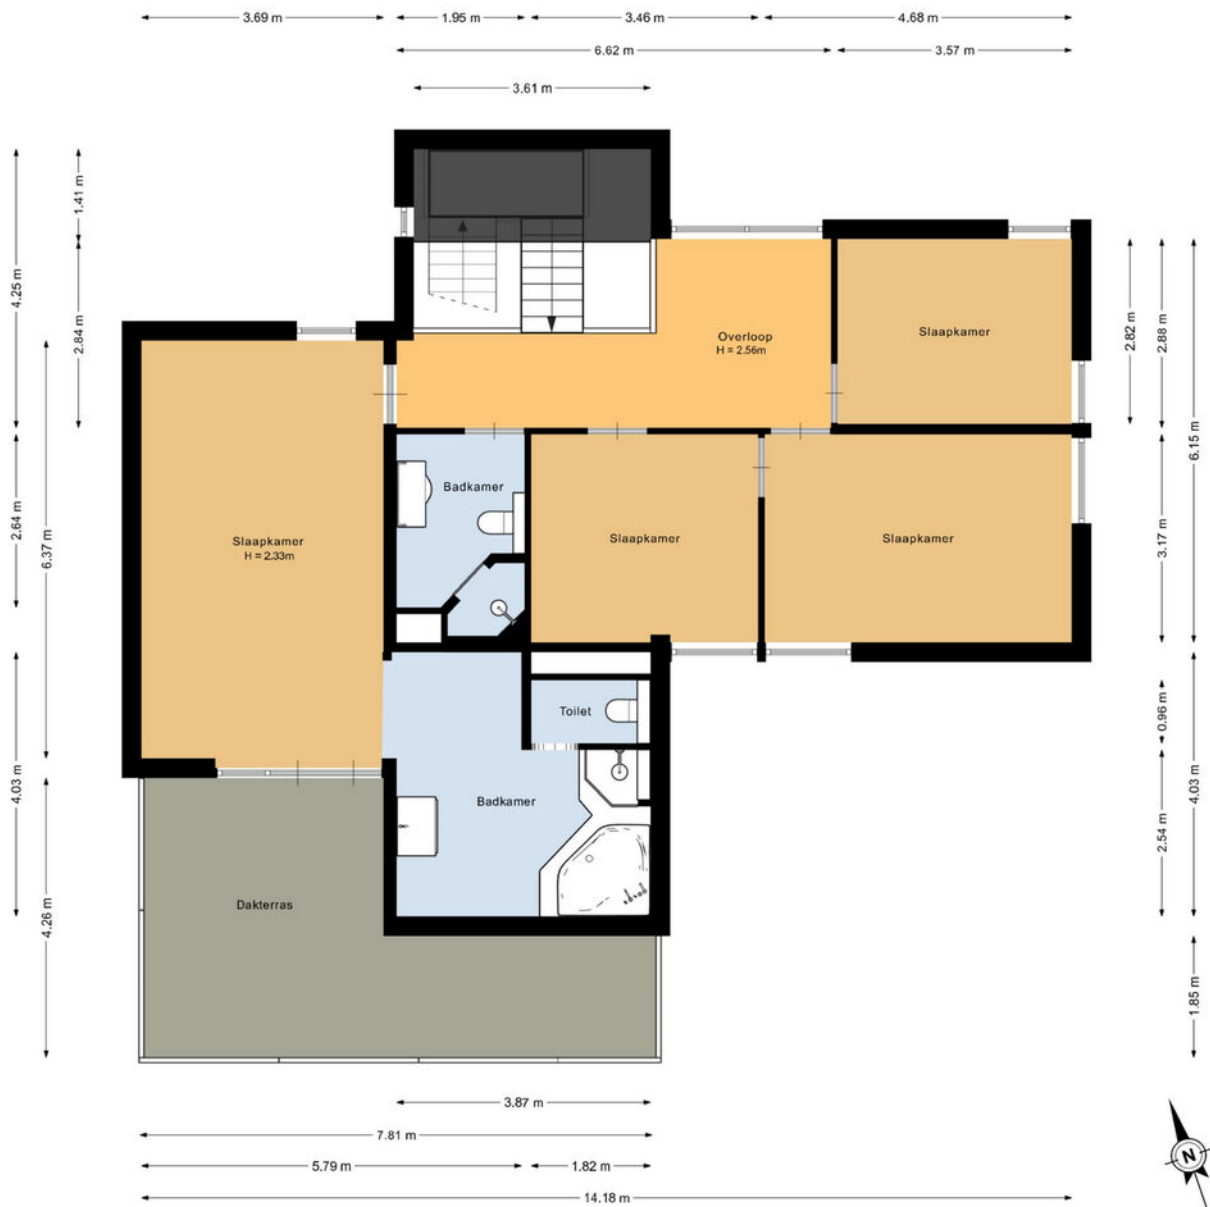 3.69 m
1.95 m
3.46 m
4.68 m
6.62 m
3.57 m
3.61 m
4.25 m
1.41 m
2.84 m
2.82 m
2.88 m
6.15 m
Overloop
H = 2.56m
Slaapkamer
2.64 m
6.37 m
Badkamer
Slaapkamer
H = 2.33m
Slaapkamer
Slaapkamer
3.17 m
Toilet
0.96 m
4.03 m
Badkamer
2.54 m
4.03 m
4.26 m
Dakterras
1.85 m
3.87 m
7.81 m
5.79 m
1.82 m
14.18 m
N